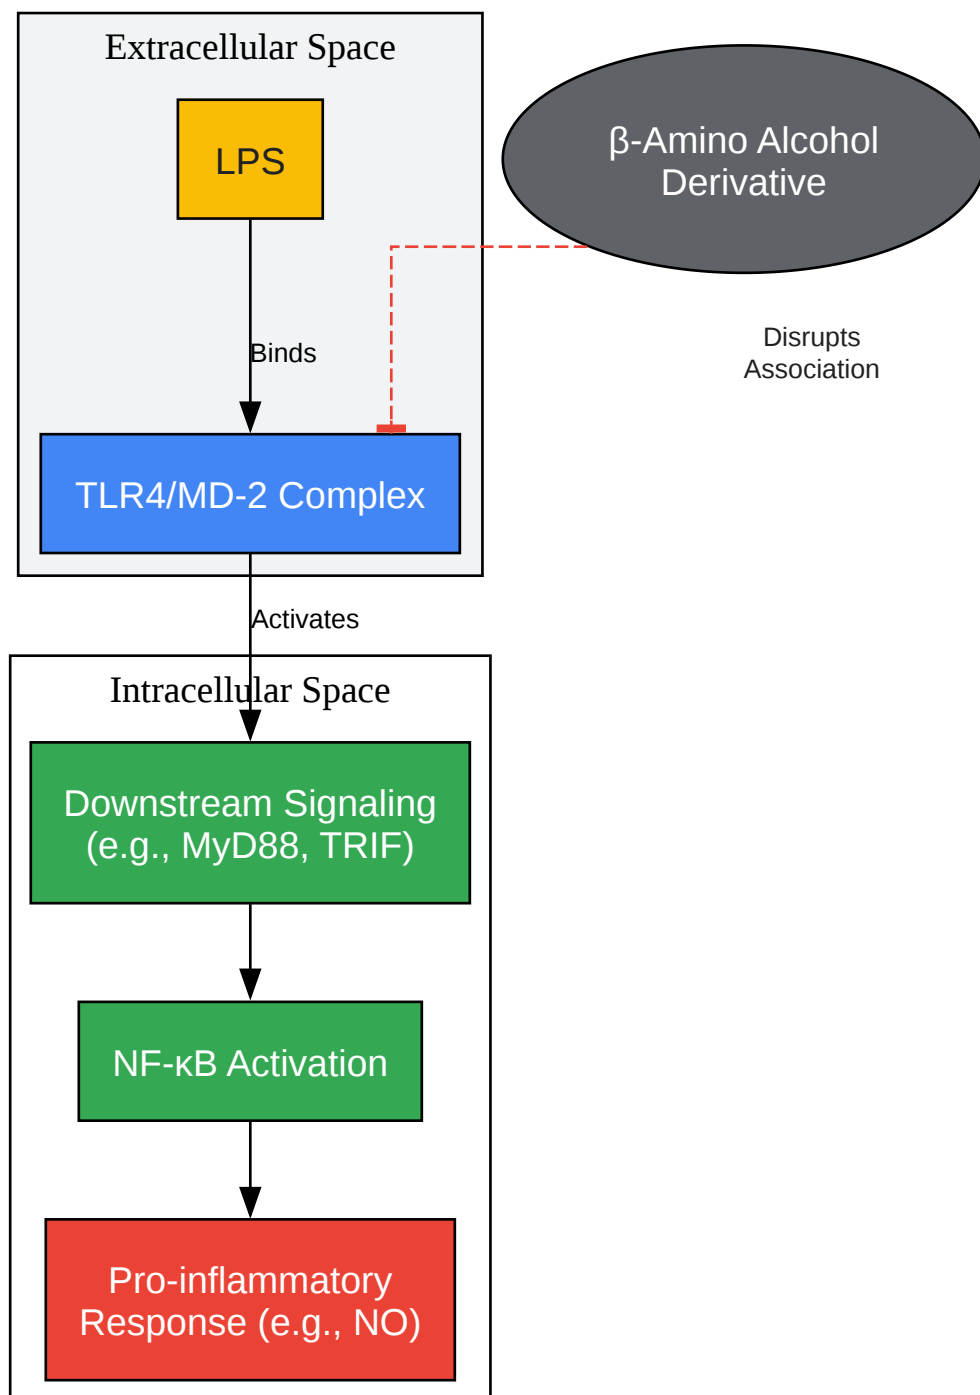 Extracellular Space
LPS
β-Amino Alcohol
Derivative
Binds
Disrupts
Association
TLR4/MD-2 Complex
Activates
Intracellular Space
Downstream Signaling
(e.g., MyD88, TRIF)
NF-κB Activation
Pro-inflammatory
Response (e.g., NO)